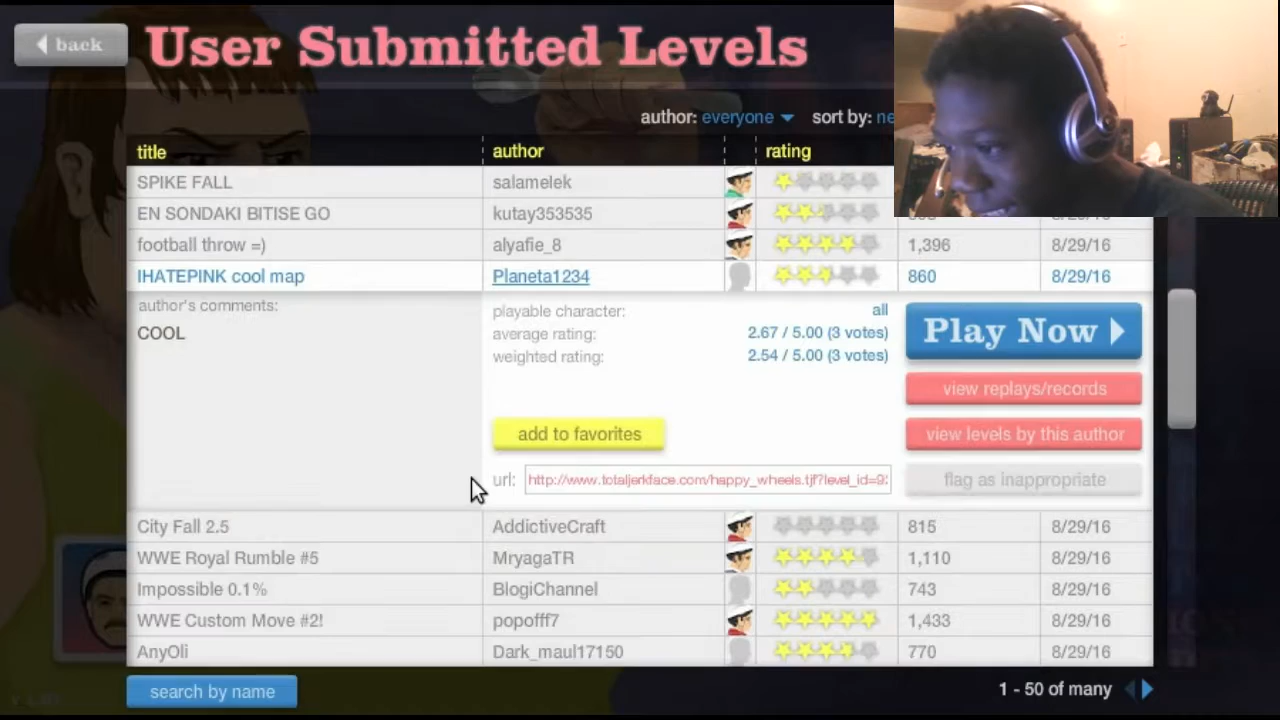 back
User Submitted Levels
author: everyone sort by: ne
title author rating
SPIKE FALL salamelek
EN SONDAKI BITISE GO kutay353535 8/29/16
football throw =) alyafie_8 1,396 8/29/16
IHATEPINK cool map Planeta1234 860 8/29/16
author's comments:
COOL
playable character: all
average rating: 2.67 / 5.00 (3 votes)
weighted rating: 2.54 / 5.00 (3 votes)
Play Now
view replays/records
add to favorites
view levels by this author
url: http://www.totaljerkface.com/happy_wheels.tjf?level_id=9
flag as inappropriate
City Fall 2.5 AddictiveCraft 815 8/29/16
WWE Royal Rumble #5 MryagaTR 1,110 8/29/16
Impossible 0.1% BlogiChannel 743 8/29/16
WWE Custom Move #2! popofff7 1,433 8/29/16
AnyOli Dark_maul17150 770 8/29/16
search by name
1 - 50 of many